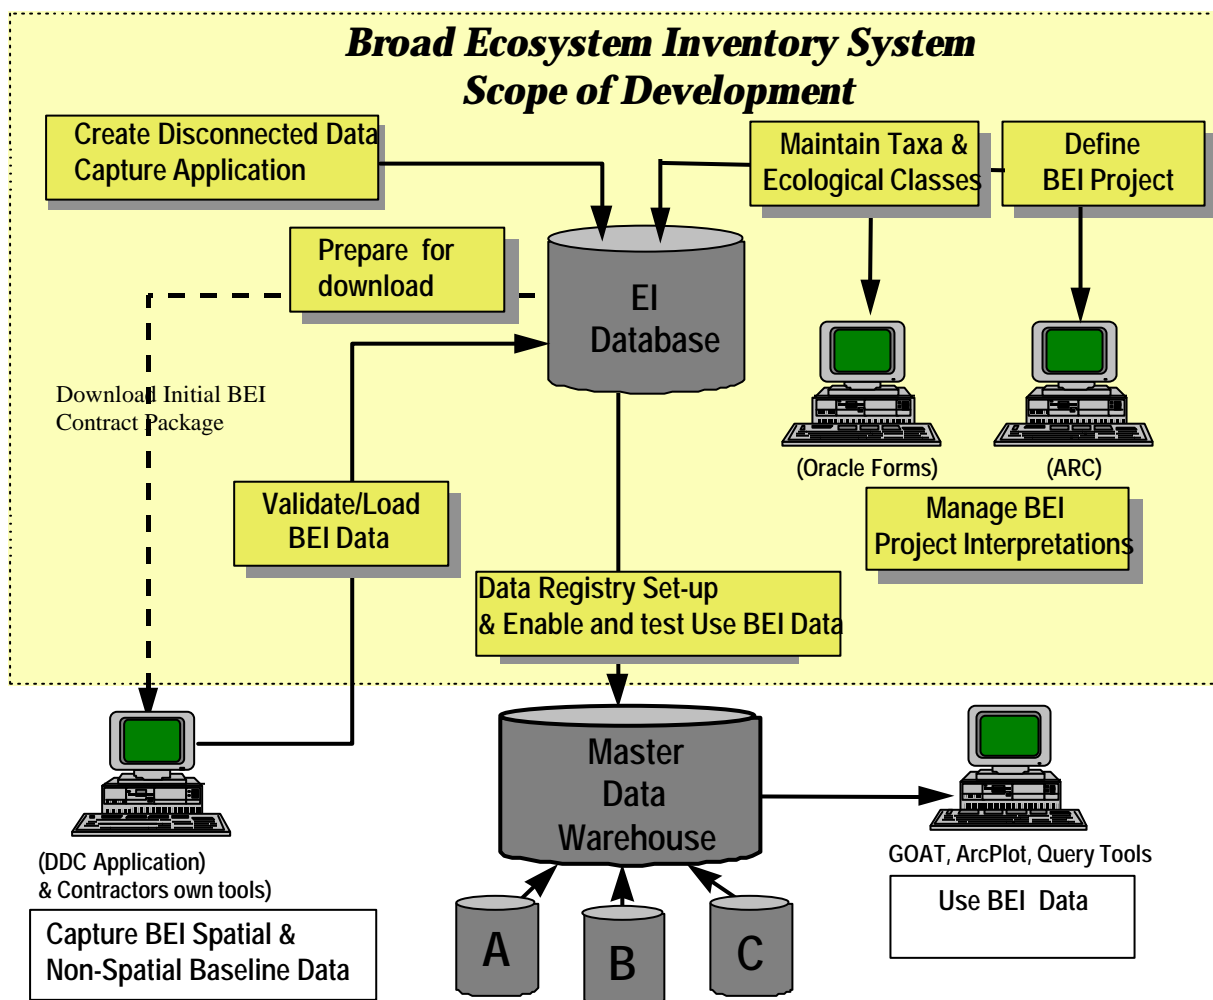 Broad Ecosystem Inventory System
Scope of Development
Create Disconnected Data
Capture Application
Maintain Taxa &
Ecological Classes
Define
BEI Project
Prepare for
download
EI
Database
Download Initial BEI
Contract Package
(Oracle Forms)
(ARC)
Validate/Load
BEI Data
Manage BEI
Project Interpretations
Data Registry Set-up
& Enable and test Use BEI Data
Master
Data
Warehouse
(DDC Application)
& Contractors own tools)
GOAT, ArcPlot, Query Tools
Use BEI Data
Capture BEI Spatial &
Non-Spatial Baseline Data
A
B
C